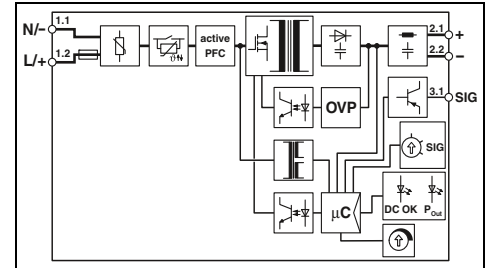 N/-
1.1
L/+
1.2
active
PFC
2.1
+
2.2
−
OVP
3.1
SIG
SIG
µC
DC OK
P Out
ϑ